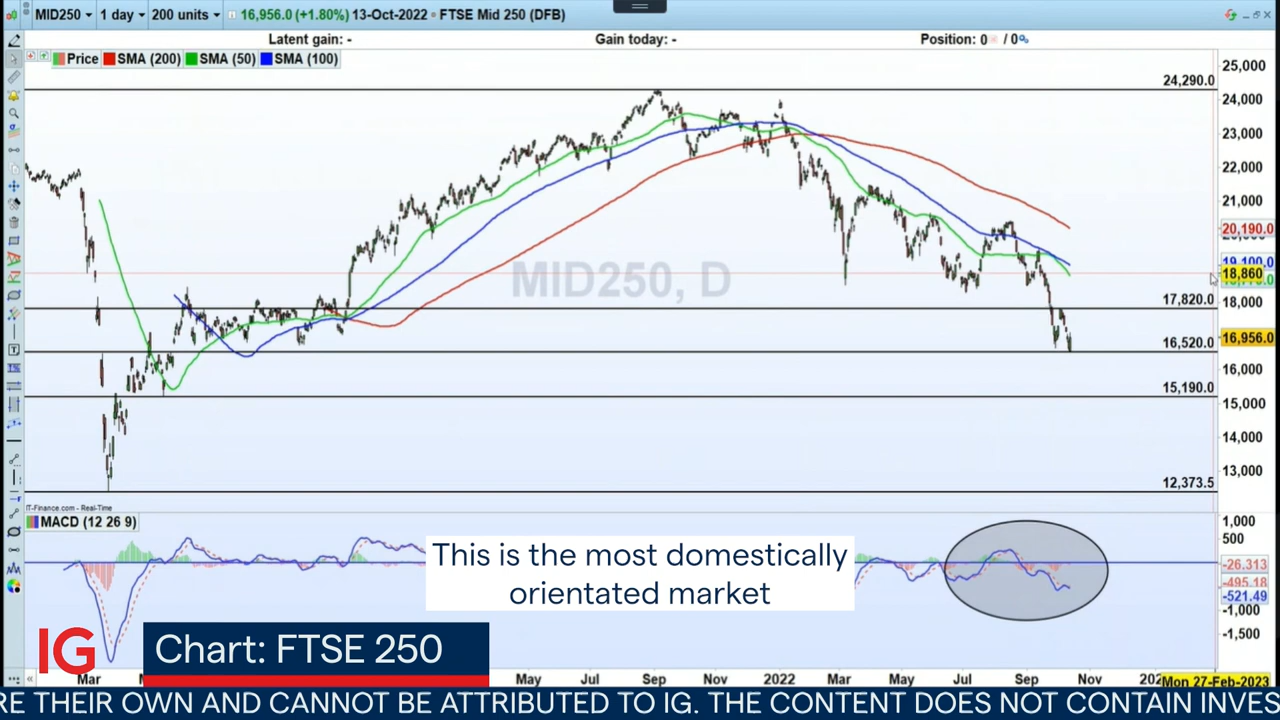 MID250 1 day 200 units 16,956.0 (+1.80%) 13-Oct-2022 FTSE Mid 250 (DFB)
Latent gain: - Gain today: - Position: 0 / 0
Price SMA (200) SMA (50) SMA (100)
25,000
24,290.0
24,000
23,000
22,000
21,000
20,190.0
19,100.0
MID250, D
18,860
17,820.0
18,000
16,956.0
16,520.0
16,000
15,190.0
15,000
14,000
13,000
12,373.5
IT-Finance.com - Real-Time
MACD (12 26 9)
1,000
500
-26.313
-495.18
-521.49
-1,000
-1,500
This is the most domestically
orientated market
IG
Chart: FTSE 250
Mar May Jul Sep Nov 2022 Mar May Jul Sep Nov Mon 27-Feb-2023
RE THEIR OWN AND CANNOT BE ATTRIBUTED TO IG. THE CONTENT DOES NOT CONTAIN INVES